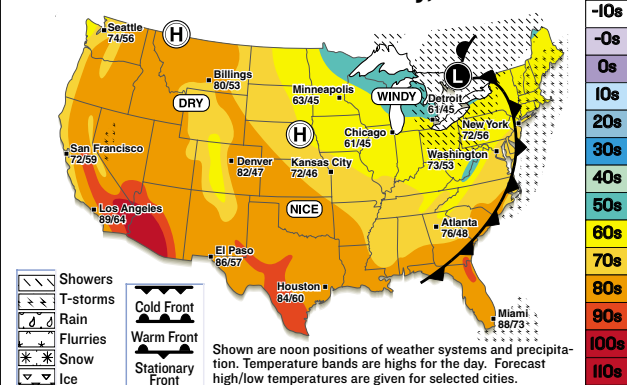 Seattle
74/56
H
Billings
80/53
Minneapolis
63/45
DRY
WINDY
L
Detroit
61/45
H
Chicago
61/45
New York
72/56
San Francisco
72/59
Denver
82/47
Kansas City
72/46
Washington
73/53
Los Angeles
89/64
NICE
Atlanta
76/48
El Paso
86/57
Houston
84/60
Miami
88/73
Showers
T-storms
Rain
Flurries
Snow
Ice
Cold Front
Warm Front
Stationary
Front
Shown are noon positions of weather systems and precipita-
tion. Temperature bands are highs for the day. Forecast
high/low temperatures are given for selected cities.
-10s
-0s
0s
10s
20s
30s
40s
50s
60s
70s
80s
90s
100s
110s